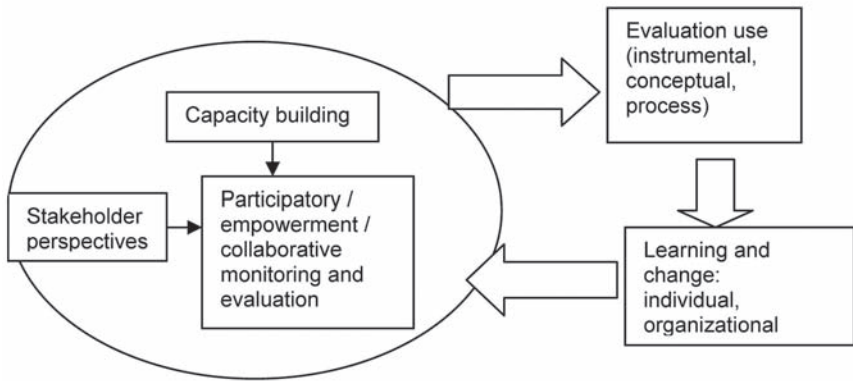 Capacity building
Stakeholder
perspectives
Participatory /
empowerment /
collaborative
monitoring and
evaluation
Evaluation use
(instrumental,
conceptual,
process)
Learning and
change:
individual,
organizational